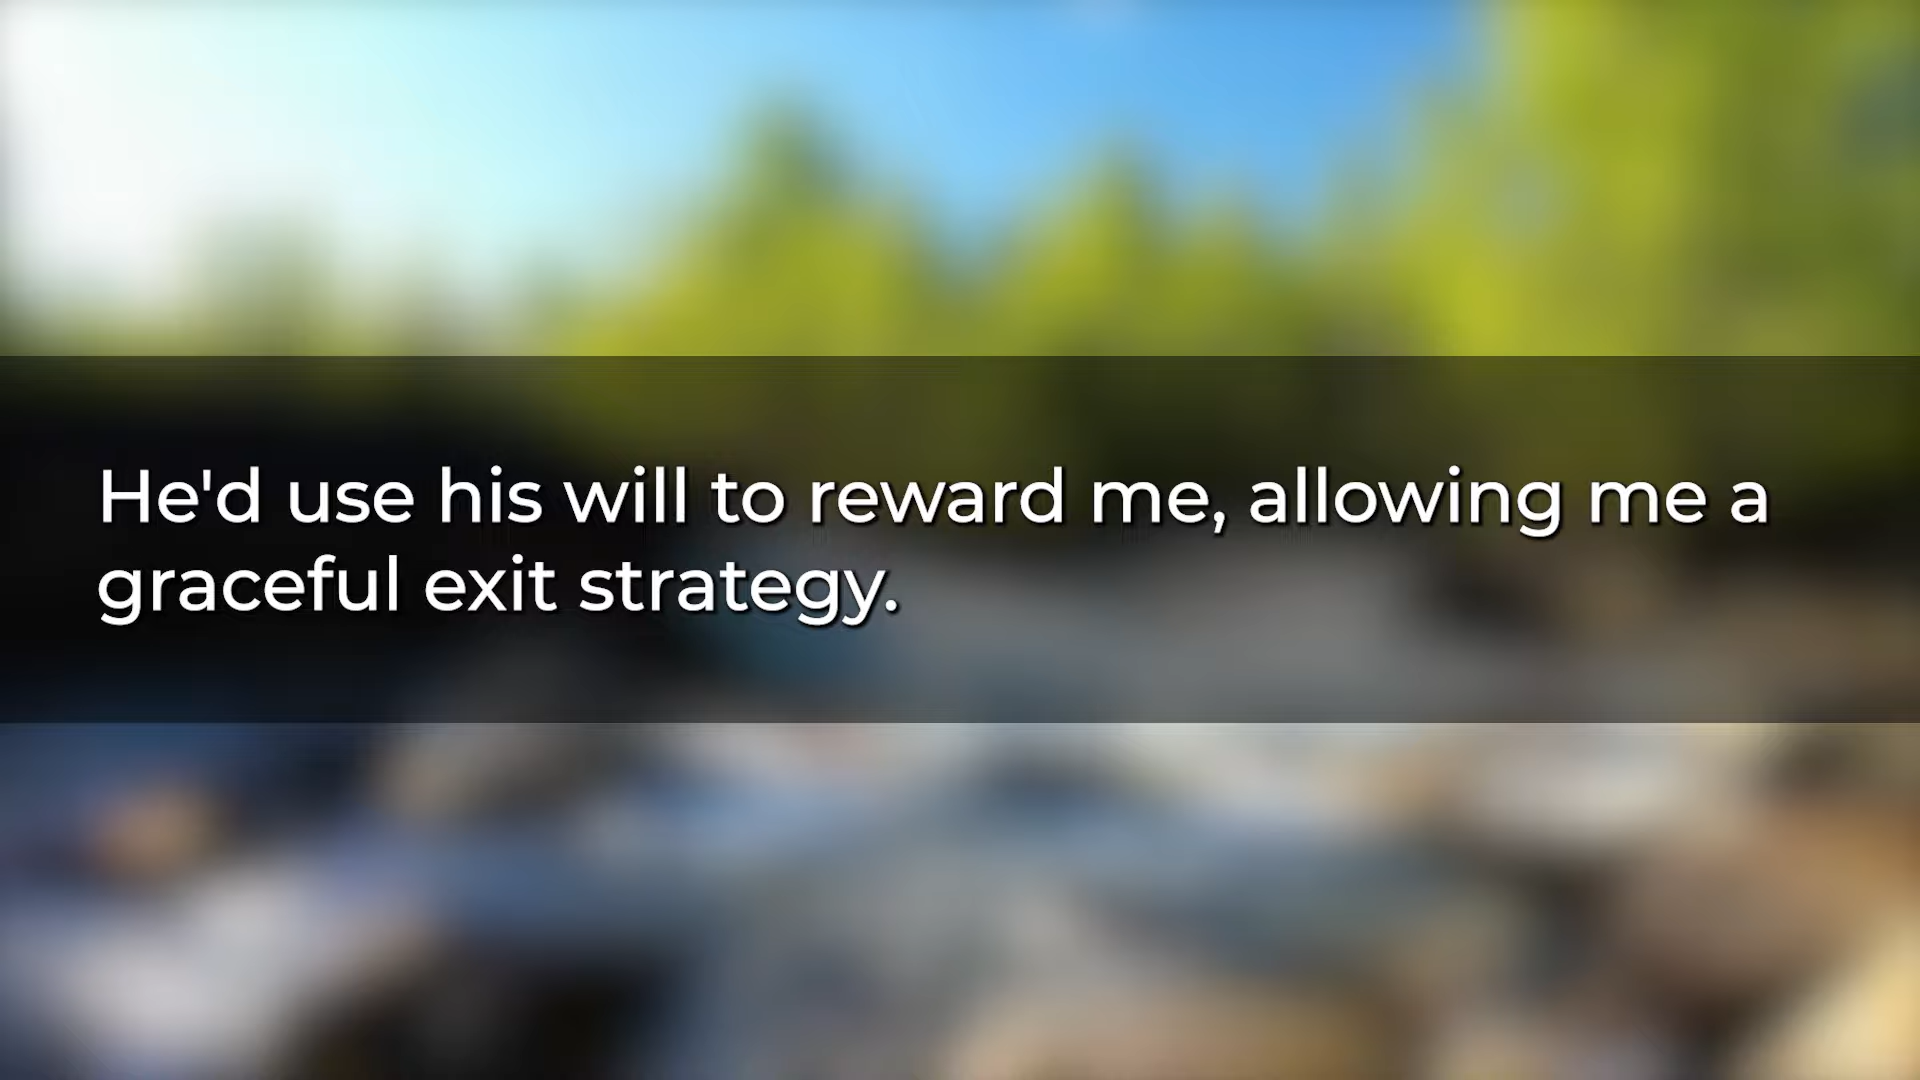 He'd use his will to reward me, allowing me a
graceful exit strategy.